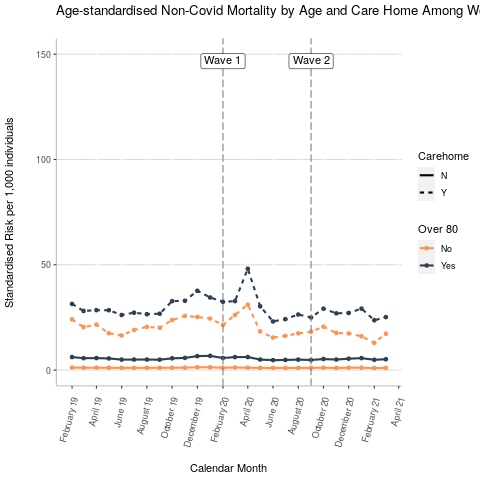 Age-standardised Non-Covid Mortality by Age and Care Home Among
Standardised Risk per 1,000 individuals
150
100
50
0
Wave 1
Wave 2
February 19
April 19
June 19
August 19
October 19
December 19
February 20
April 20
June 20
August 20
October 20
December 20
February 21
April 21
Calendar Month
Carehome
N
Y
Over 80
No
Yes